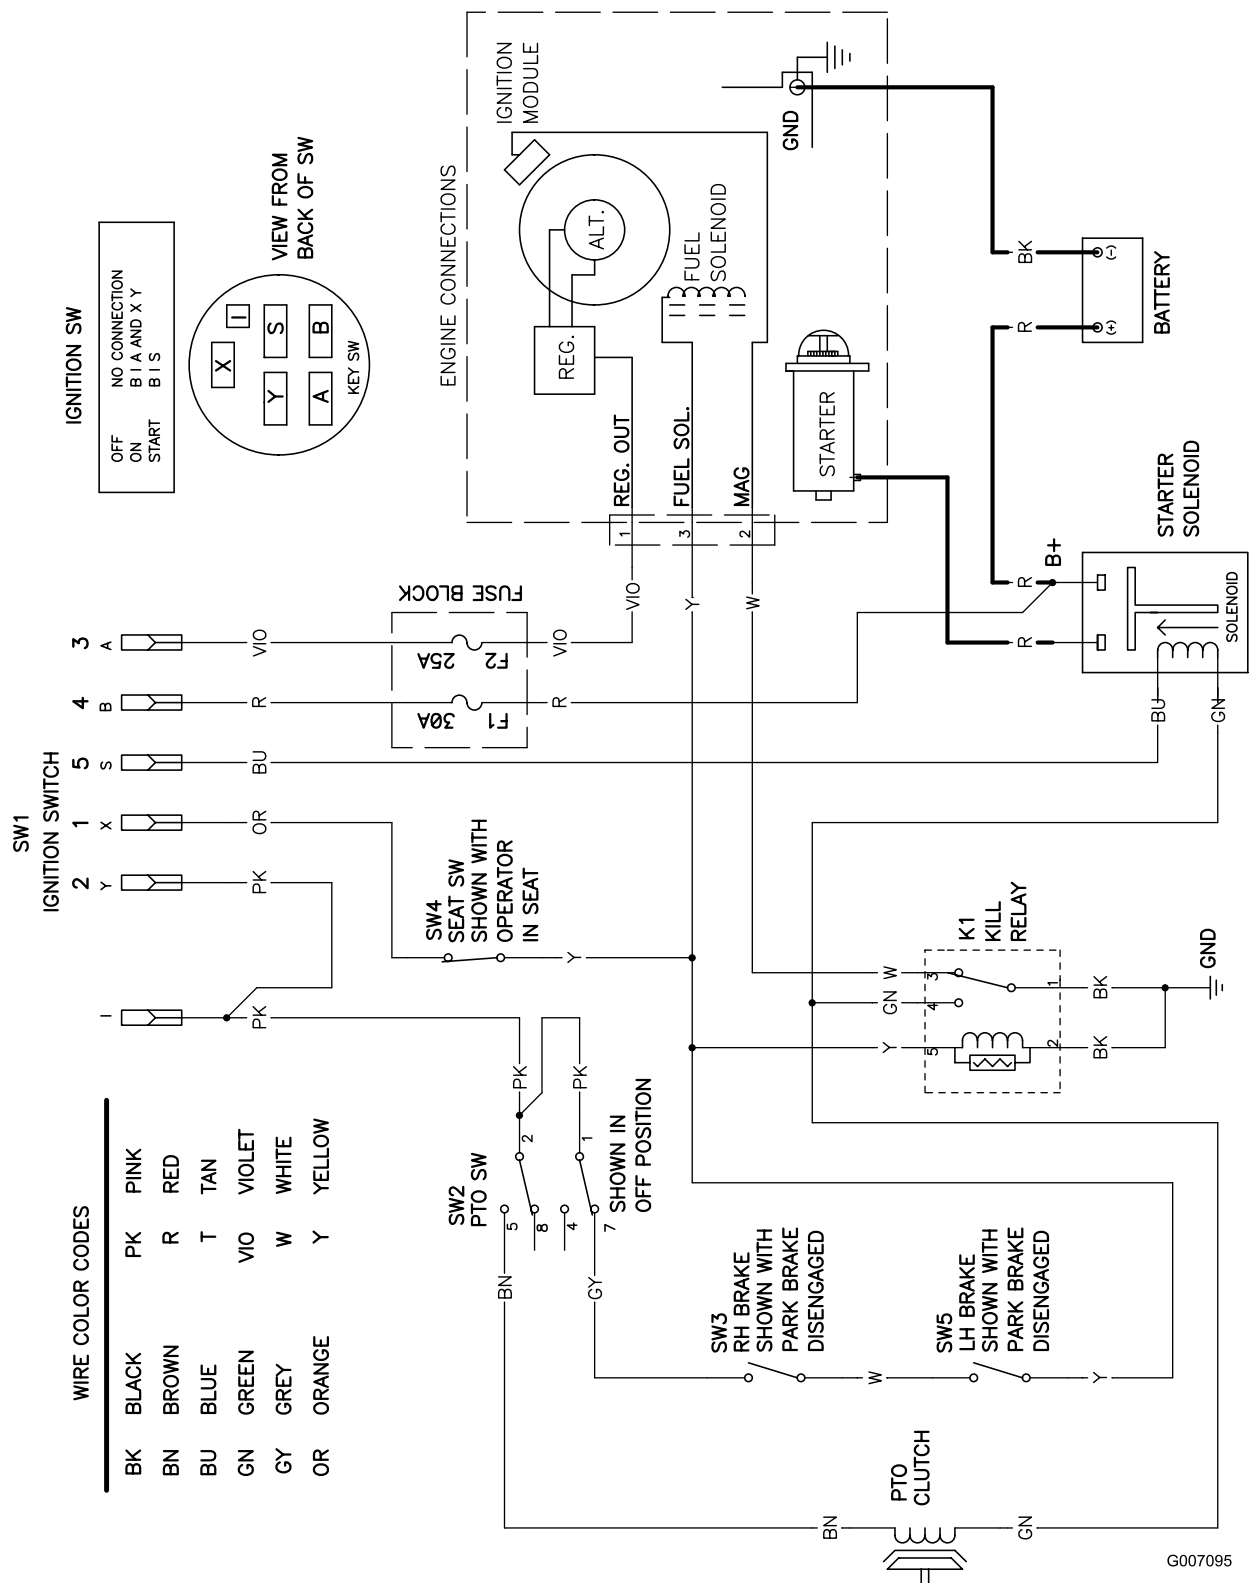 IGNITION SW
OFF NO CONNECTION
ON B I A AND X Y
START B I S
VIEW FROM
BACK OF SW
X
I
Y
S
A
B
KEY SW
ENGINE CONNECTIONS
IGNITION
MODULE
ALT.
REG.
FUEL
SOLENOID
GND
STARTER
REG. OUT
FUEL SOL.
MAG
1
3
2
BK
R
(-)
(+)
BATTERY
STARTER
SOLENOID
B+
R
R
SOLENOID
BU
GN
SW1
IGNITION SWITCH
3
A
VIO
4
B
R
5
S
BU
1
X
OR
2
Y
PK
I
PK
FUSE BLOCK
25A
F2
30A
F1
VIO
R
VIO
Y
W
SW4
SEAT SW
SHOWN WITH
OPERATOR
IN SEAT
Y
K1
KILL
RELAY
W
3
GN
4
Y
5
1
2
BK
BK
GND
WIRE COLOR CODES
BK BLACK PK PINK
BN BROWN R RED
BU BLUE T TAN
GN GREEN VIO VIOLET
GY GREY W WHITE
OR ORANGE Y YELLOW
SW2
PTO SW
PK
PK
2
1
5
8
4
7
SHOWN IN
OFF POSITION
BN
GY
SW3
RH BRAKE
SHOWN WITH
PARK BRAKE
DISENGAGED
W
SW5
LH BRAKE
SHOWN WITH
PARK BRAKE
DISENGAGED
Y
PTO
CLUTCH
BN
GN
G007095